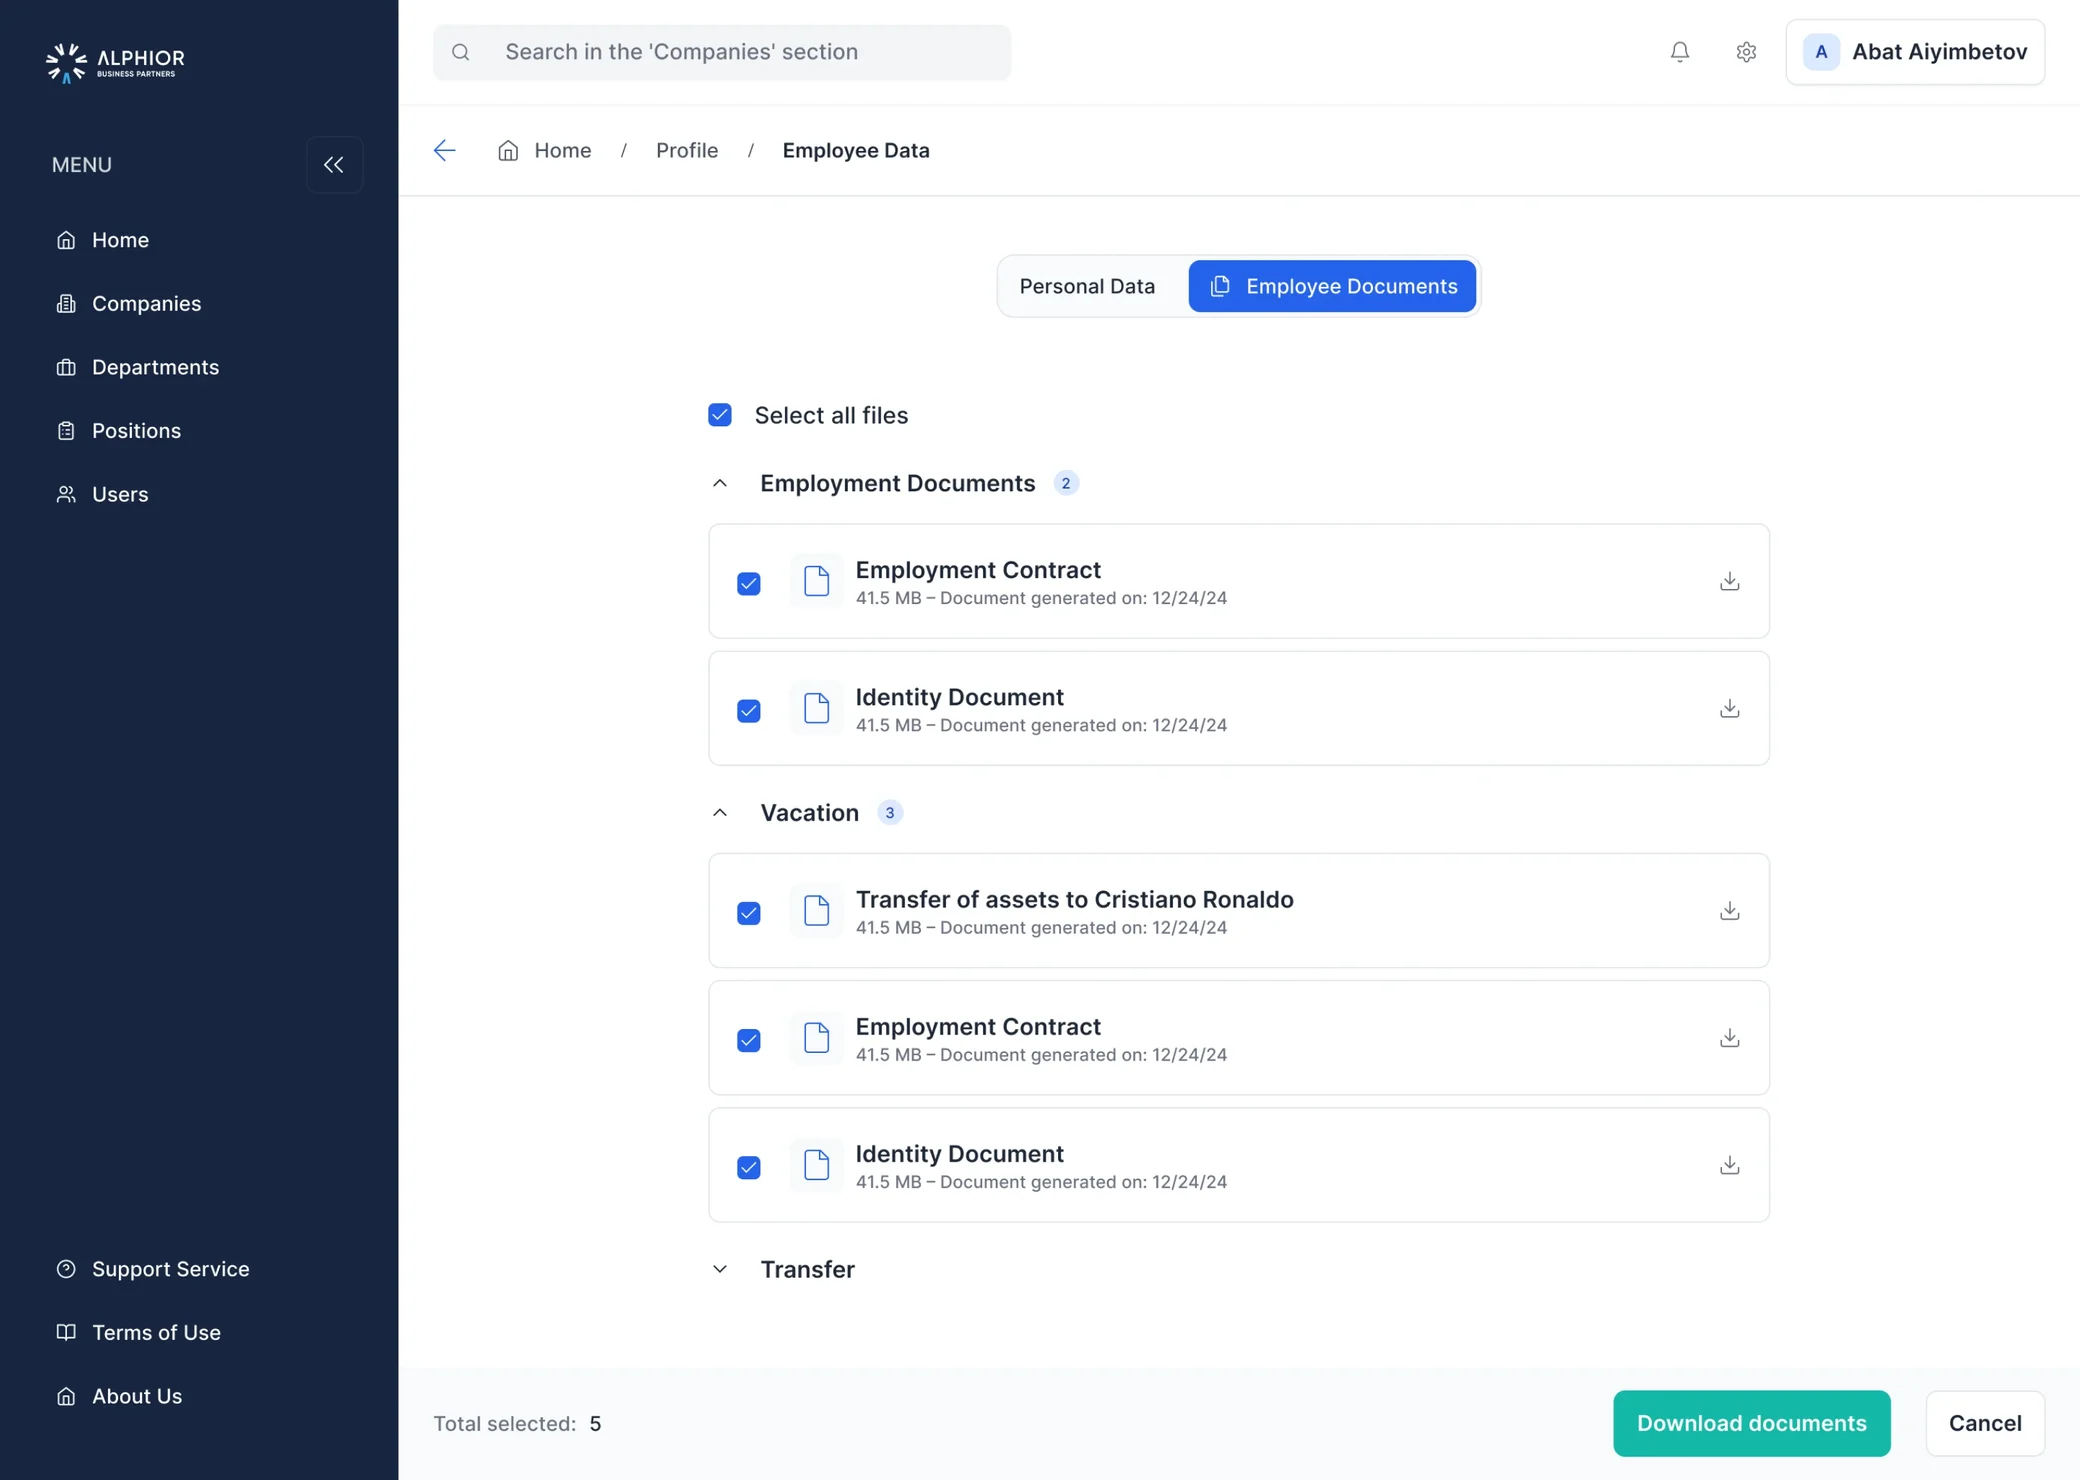 ALPHIOR
BUSINESS PARTNERS
MENU
Home
Companies
Departments
Positions
Users
Support Service
Terms of Use
About Us
Search in the 'Companies' section
A Abat Aiyimbetov
Home / Profile / Employee Data
Personal Data
Employee Documents
Select all files
Employment Documents 2
Employment Contract
41.5 MB – Document generated on: 12/24/24
Identity Document
41.5 MB – Document generated on: 12/24/24
Vacation 3
Transfer of assets to Cristiano Ronaldo
41.5 MB – Document generated on: 12/24/24
Employment Contract
41.5 MB – Document generated on: 12/24/24
Identity Document
41.5 MB – Document generated on: 12/24/24
Transfer
Total selected: 5
Download documents
Cancel